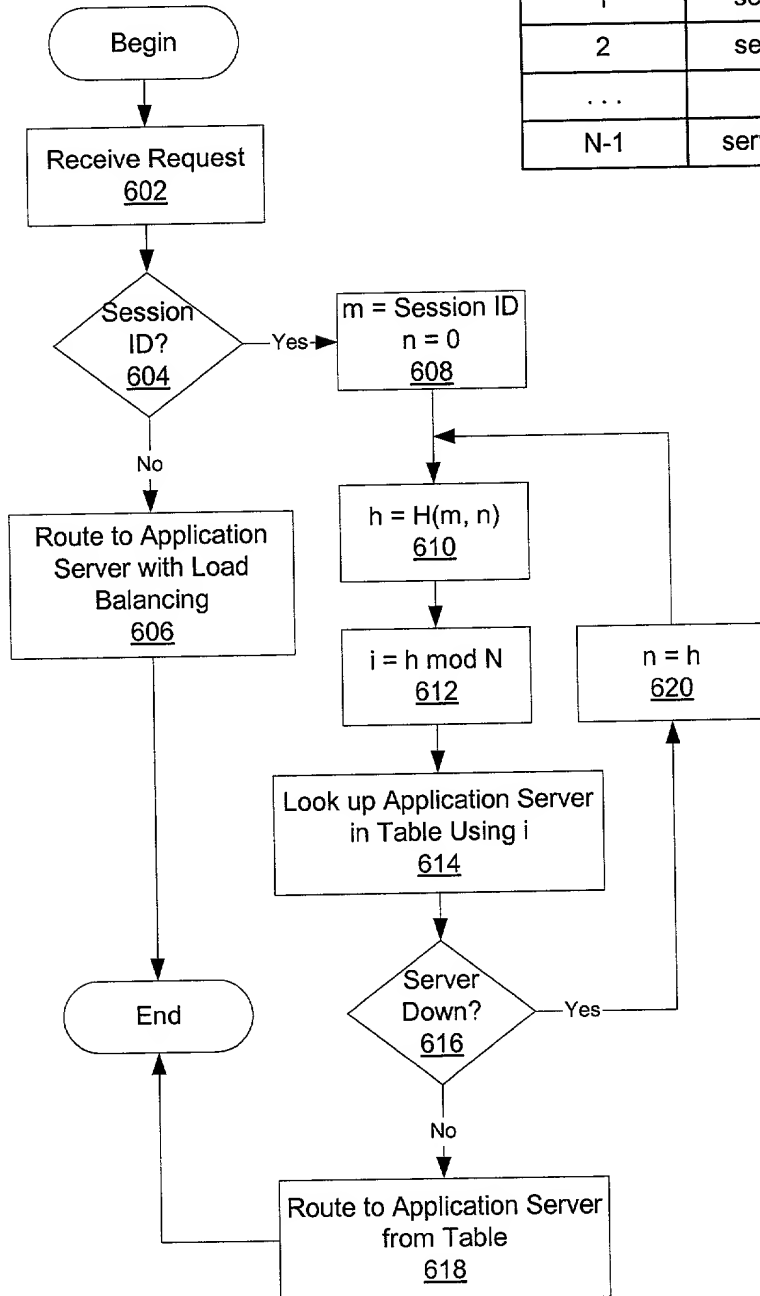 Begin
2
. . .
N-1
Receive Request
602
Session
ID?
604
Yes
m = Session ID
n = 0
608
No
h = H(m, n)
610
Route to Application
Server with Load
Balancing
606
i = h mod N
612
n = h
620
Look up Application Server
in Table Using i
614
Server
Down?
616
Yes
End
No
Route to Application Server
from Table
618